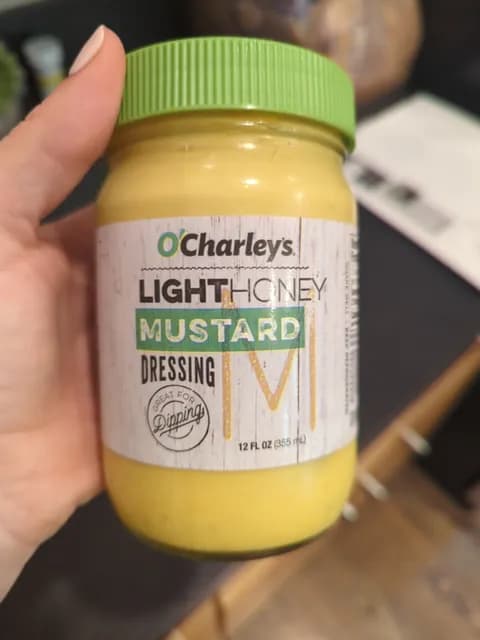 O'Charley's
LIGHT HONEY
MUSTARD
DRESSING
GREAT FOR
Dipping
12 FL OZ (355 mL)